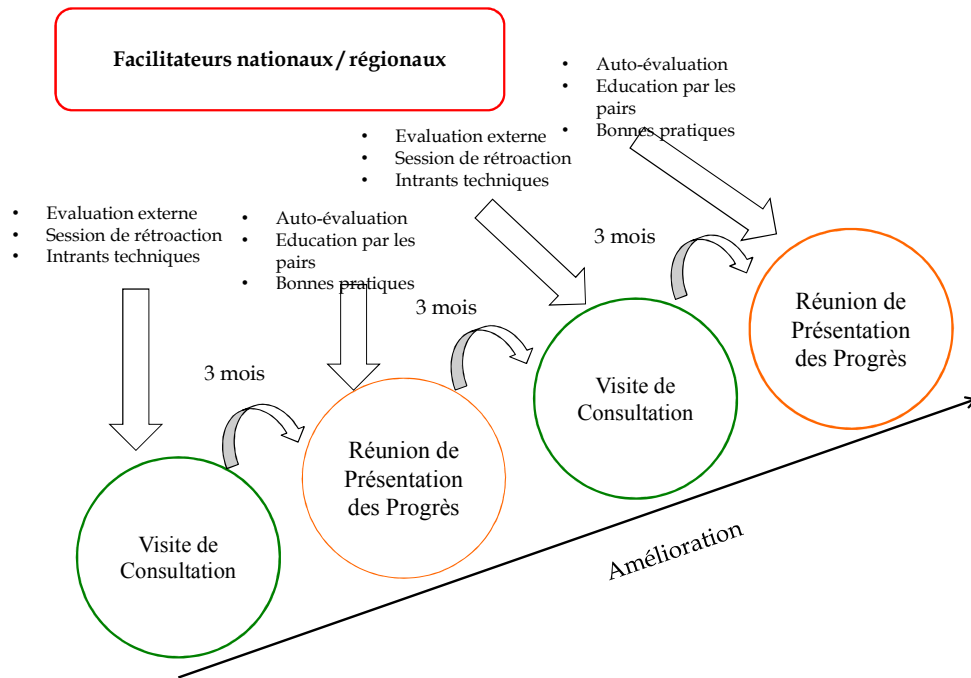 Facilitateurs nationaux / régionaux
• Auto-évaluation
• Education par les
pairs
• Bonnes pratiques
• Evaluation externe
• Session de rétroaction
• Intrants techniques
• Evaluation externe
• Session de rétroaction
• Intrants techniques
• Auto-évaluation
• Education par les
pairs
• Bonnes pratiques
3 mois
3 mois
3 mois
Visite de
Consultation
Réunion de
Présentation
des Progrès
Visite de
Consultation
Réunion de
Présentation
des Progrès
Amélioration